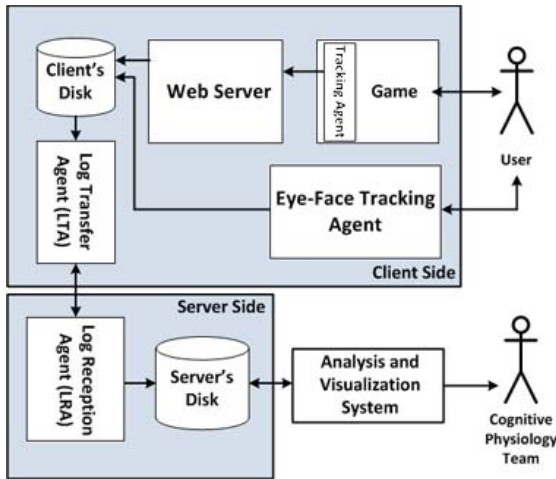 Client's
Disk
Web Server
Tracking Agent
Game
User
Log Transfer
Agent (LTA)
Eye-Face Tracking
Agent
Client Side
Server Side
Log Reception
Agent (LRA)
Server's
Disk
Analysis and
Visualization
System
Cognitive
Physiology
Team